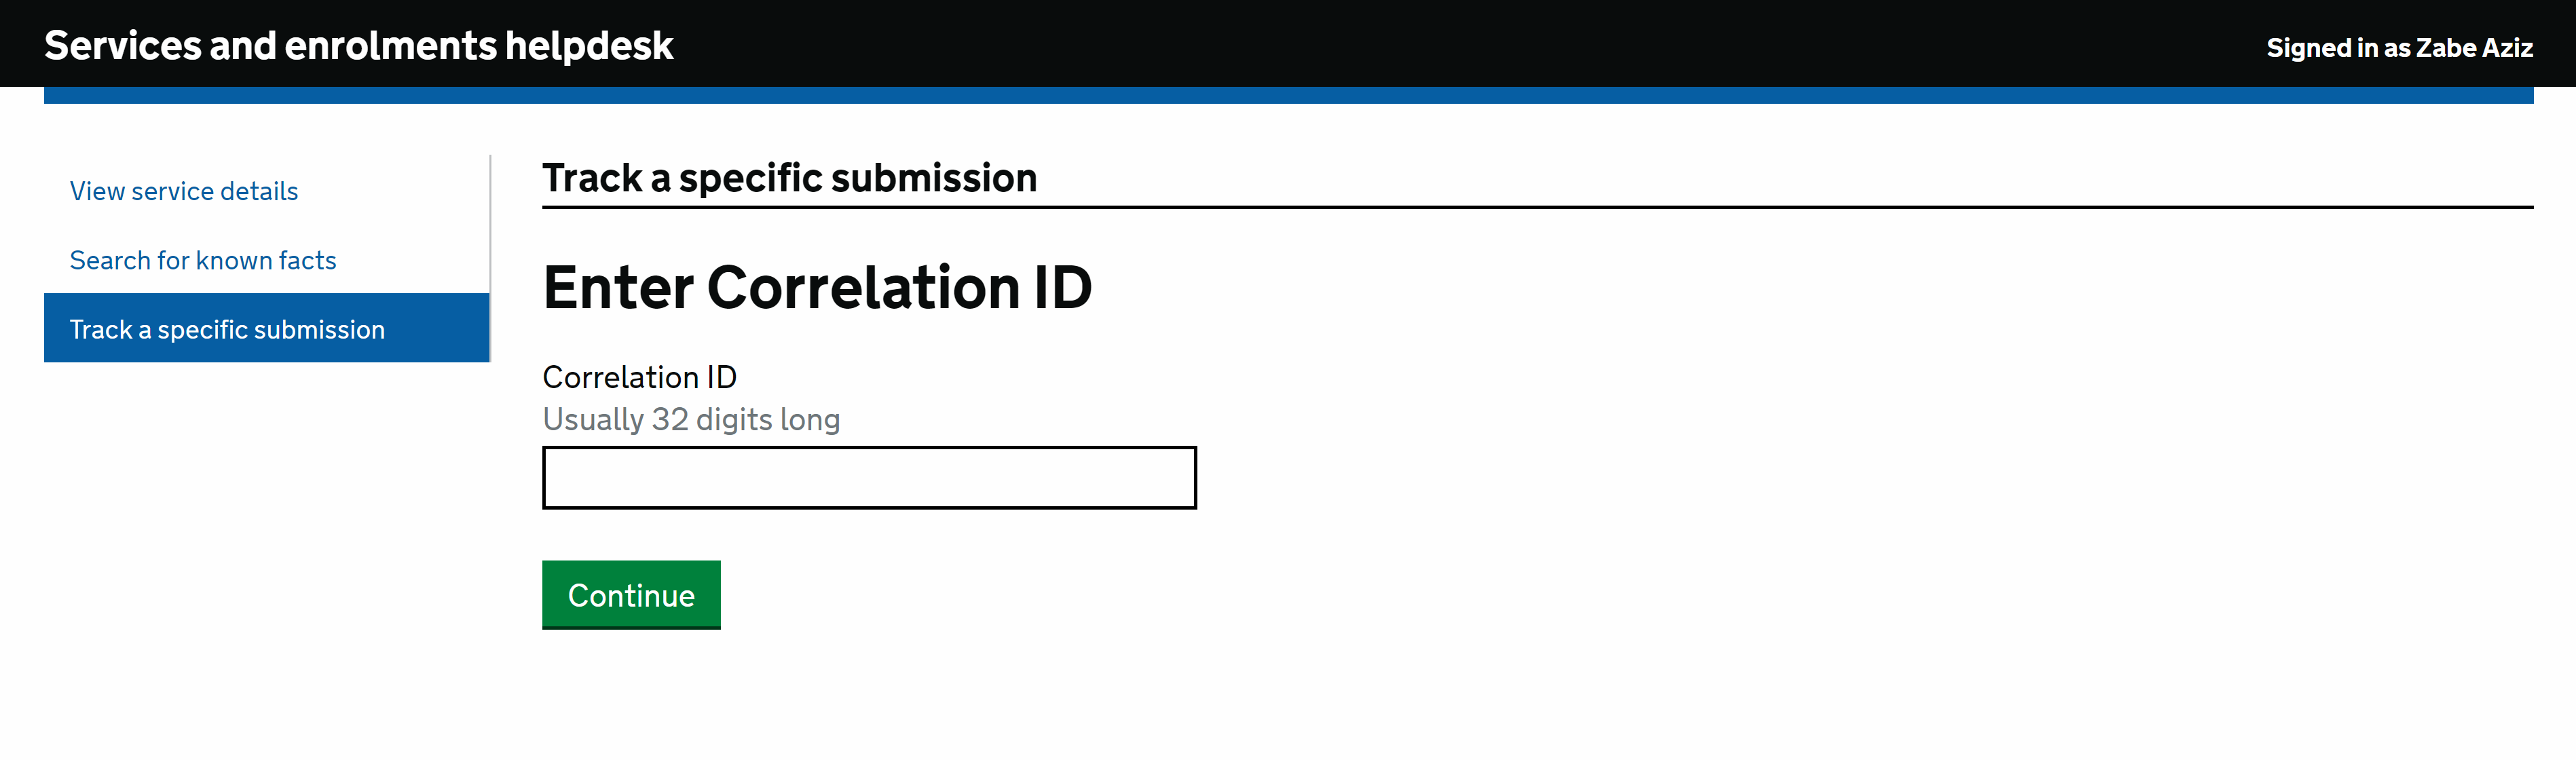 Services and enrolments helpdesk
Signed in as Zabe Aziz
View service details
Search for known facts
Track a specific submission
Track a specific submission
Enter Correlation ID
Correlation ID
Usually 32 digits long
Continue